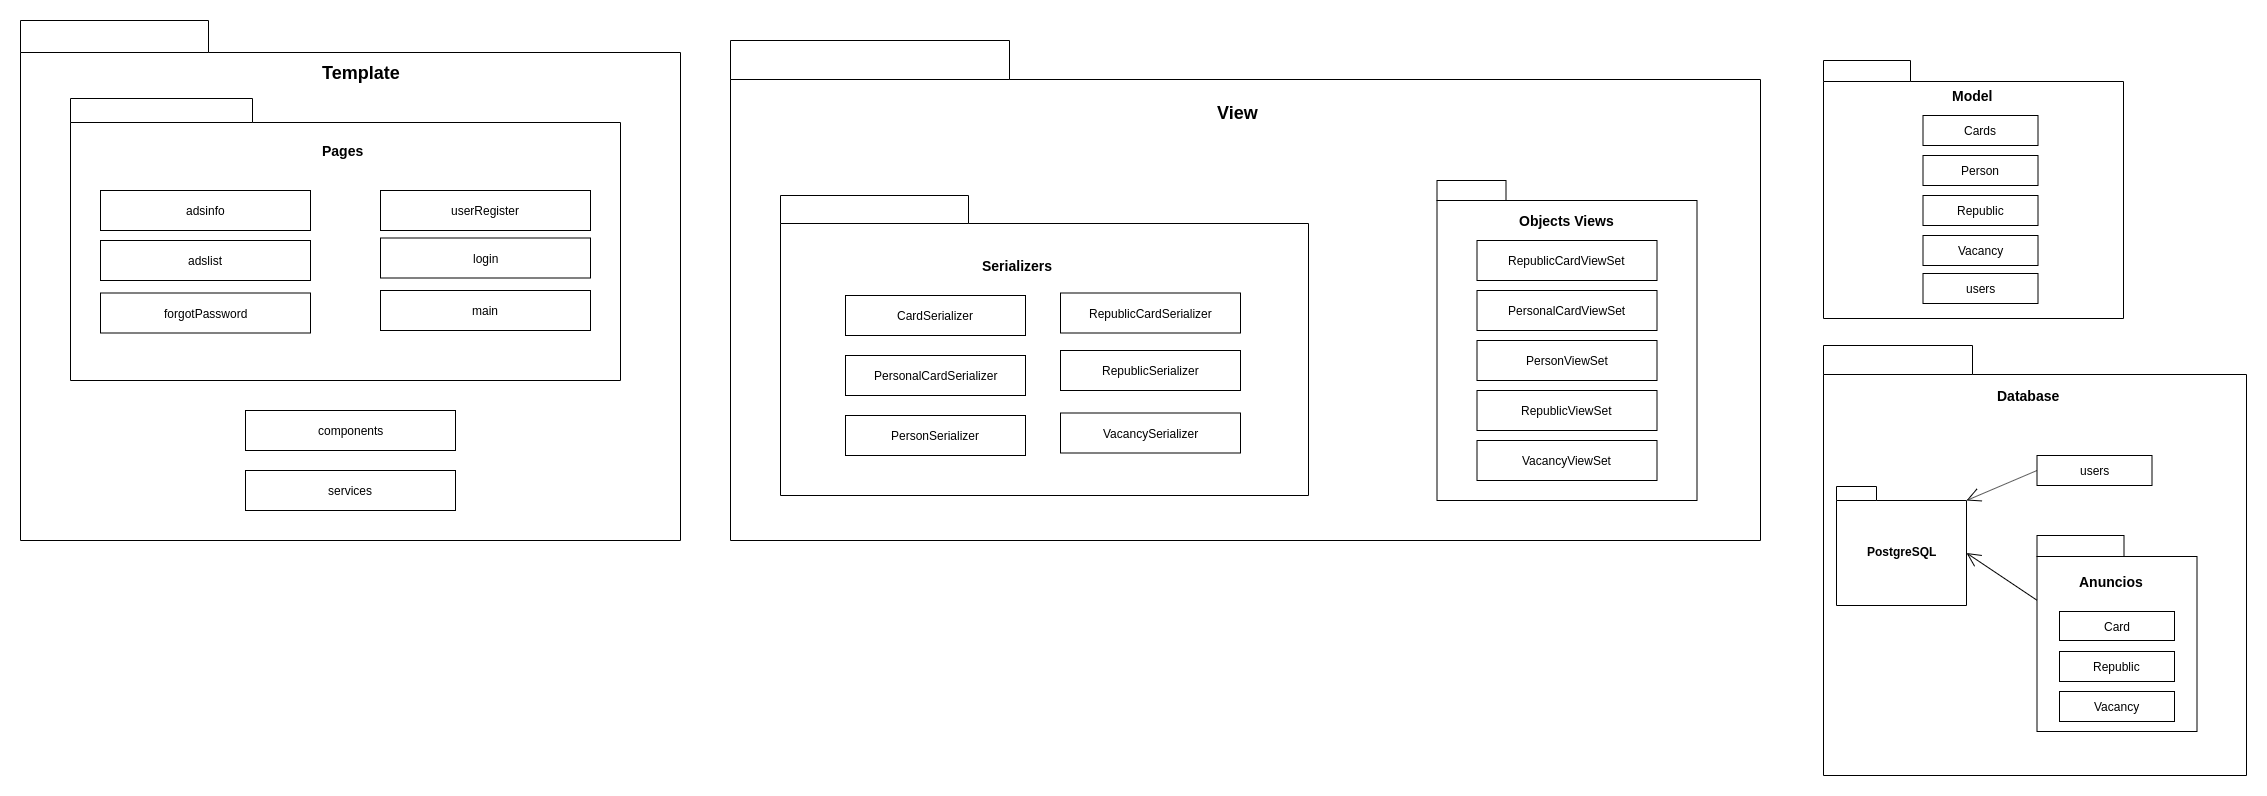 Template
Pages
adsinfo
userRegister
adslist
login
forgotPassword
main
components
services
View
Serializers
CardSerializer
RepublicCardSerializer
PersonalCardSerializer
RepublicSerializer
PersonSerializer
VacancySerializer
Objects Views
RepublicCardViewSet
PersonalCardViewSet
PersonViewSet
RepublicViewSet
VacancyViewSet
Model
Cards
Person
Republic
Vacancy
users
Database
users
PostgreSQL
Anuncios
Card
Republic
Vacancy